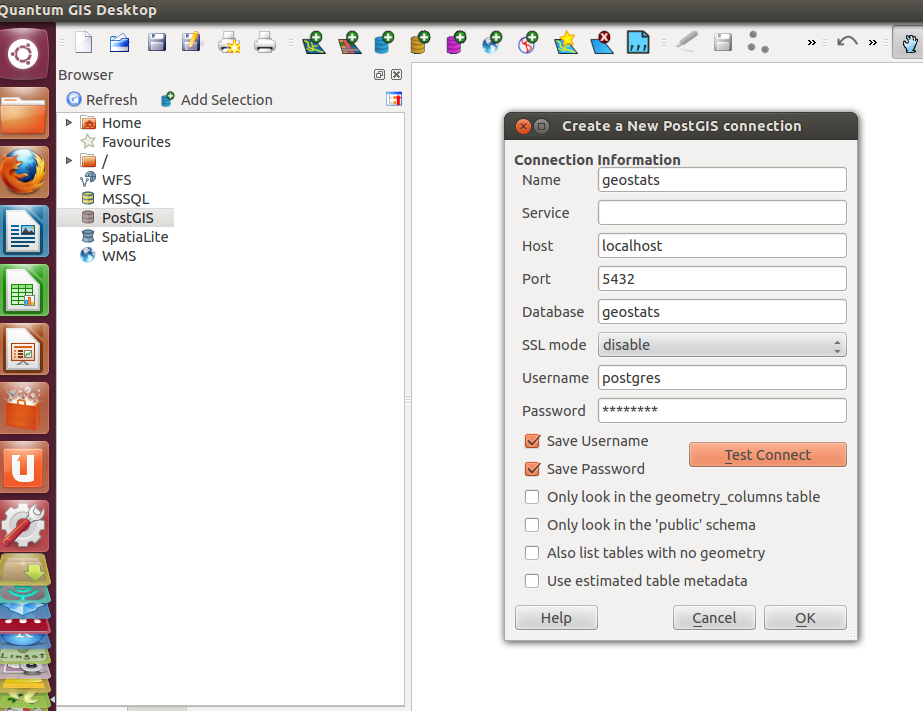 Quantum GIS Desktop
Browser
Refresh
Add Selection
Home
Favourites
/
WFS
MSSQL
PostGIS
SpatiaLite
WMS
Create a New PostGIS connection
Connection Information
Name geostats
Service
Host localhost
Port 5432
Database geostats
SSL mode disable
Username postgres
Password ********
Save Username
Test Connect
Save Password
Only look in the geometry_columns table
Only look in the 'public' schema
Also list tables with no geometry
Use estimated table metadata
Help Cancel OK